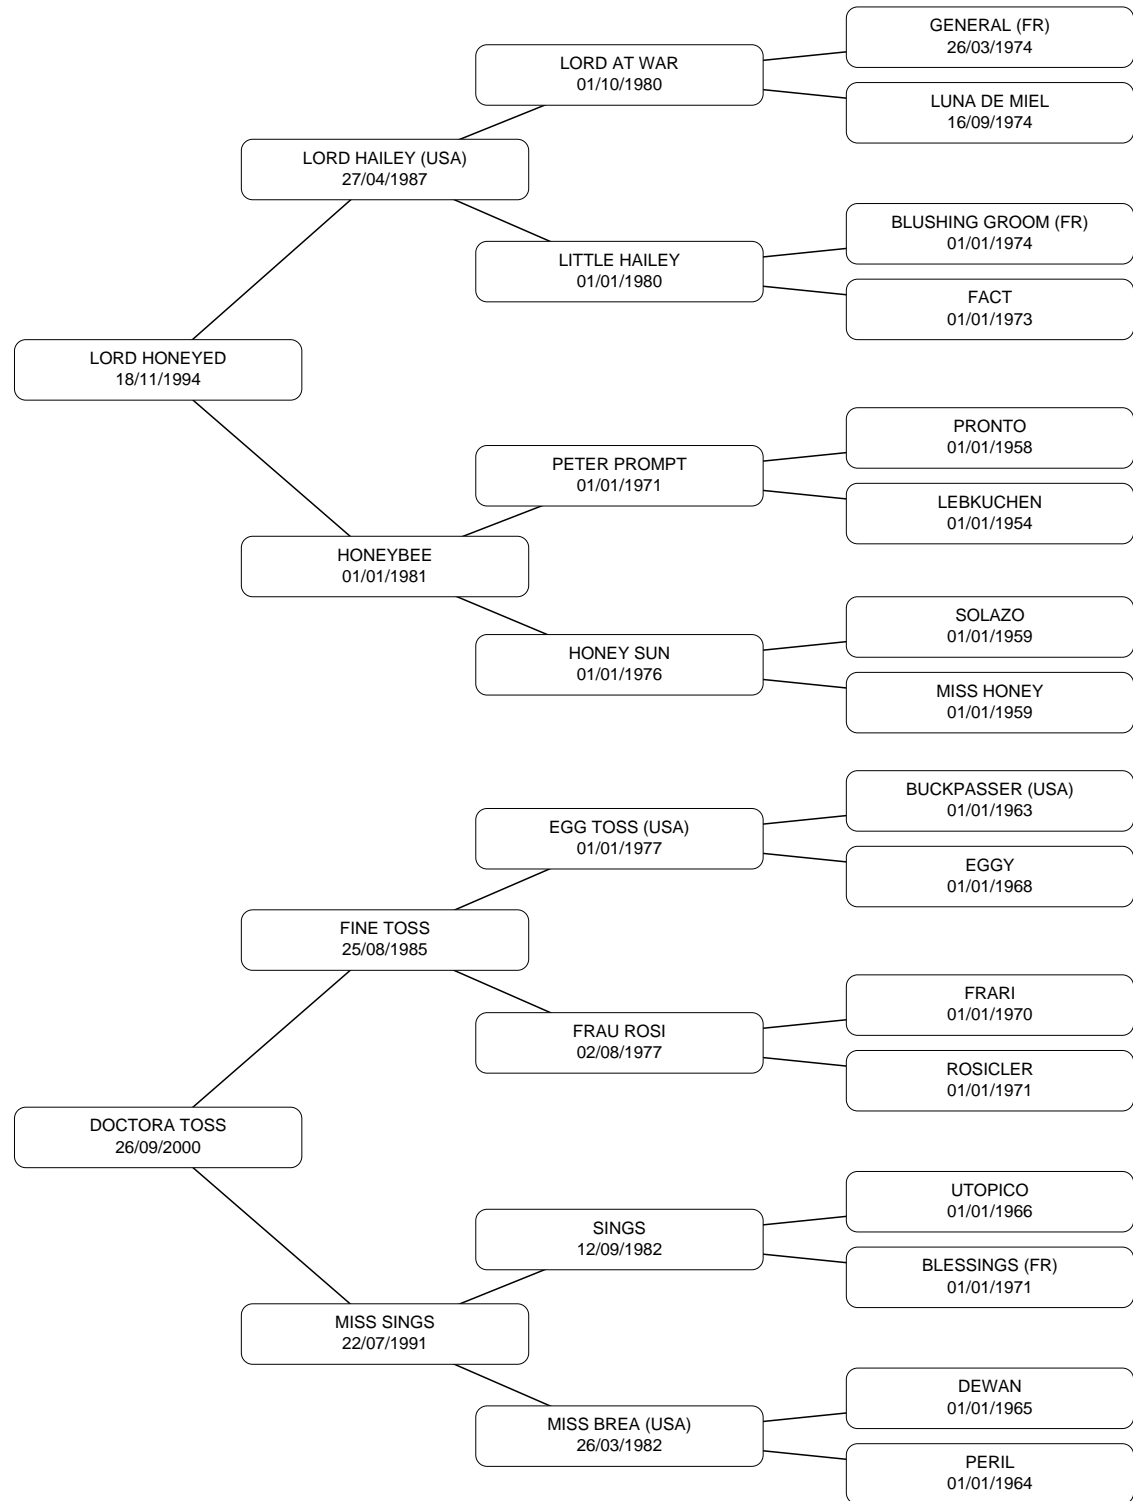 GENERAL (FR)
26/03/1974
LORD AT WAR
01/10/1980
LUNA DE MIEL
16/09/1974
LORD HAILEY (USA)
27/04/1987
BLUSHING GROOM (FR)
01/01/1974
LITTLE HAILEY
01/01/1980
FACT
01/01/1973
LORD HONEYED
18/11/1994
PRONTO
01/01/1958
PETER PROMPT
01/01/1971
LEBKUCHEN
01/01/1954
HONEYBEE
01/01/1981
SOLAZO
01/01/1959
HONEY SUN
01/01/1976
MISS HONEY
01/01/1959
BUCKPASSER (USA)
01/01/1963
EGG TOSS (USA)
01/01/1977
EGGY
01/01/1968
FINE TOSS
25/08/1985
FRARI
01/01/1970
FRAU ROSI
02/08/1977
ROSICLER
01/01/1971
DOCTORA TOSS
26/09/2000
UTOPICO
01/01/1966
SINGS
12/09/1982
BLESSINGS (FR)
01/01/1971
MISS SINGS
22/07/1991
DEWAN
01/01/1965
MISS BREA (USA)
26/03/1982
PERIL
01/01/1964